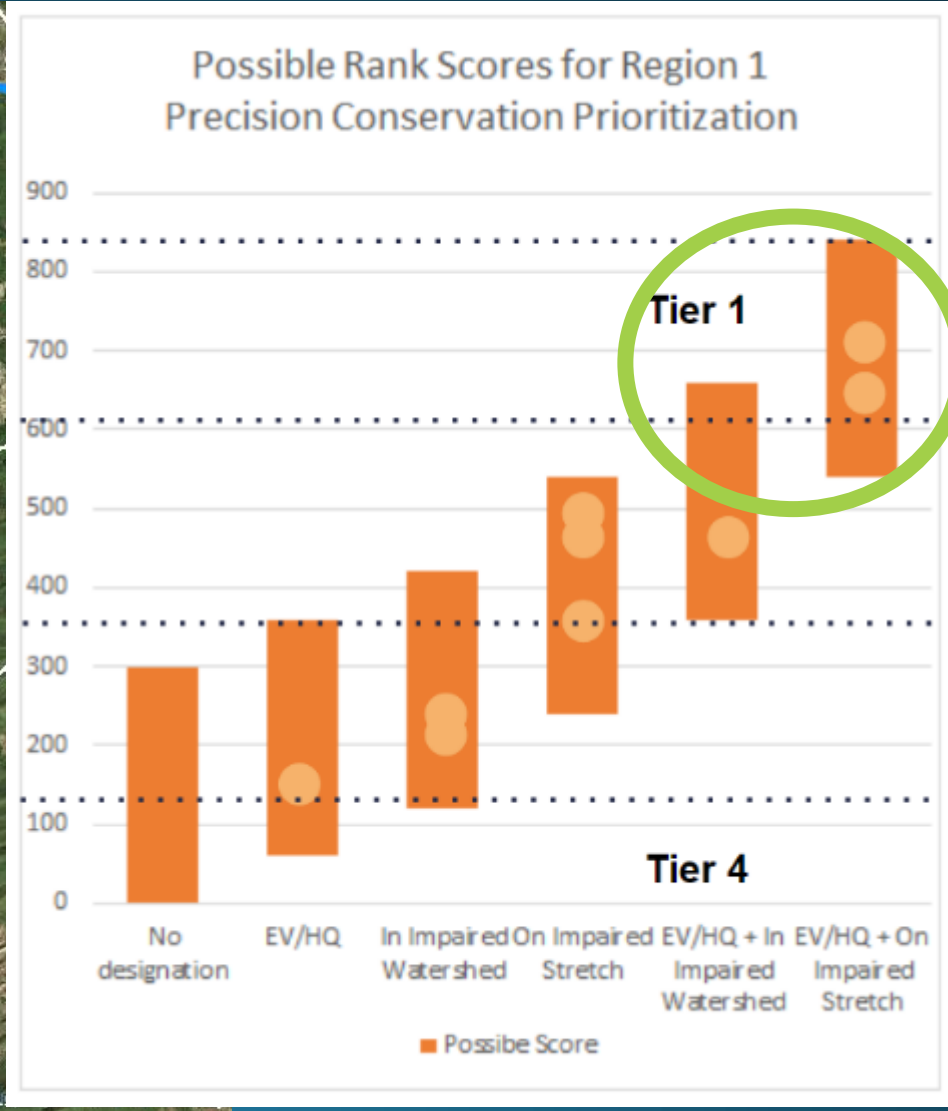 Possible Rank Scores for Region 1
Precision Conservation Prioritization
900
800
Tier 1
700
600
500
400
300
200
100
Tier 4
0
No designation
EV/HQ
In Impaired Watershed
On Impaired Stretch
EV/HQ + In Impaired Watershed
EV/HQ + On Impaired Stretch
Possibe Score